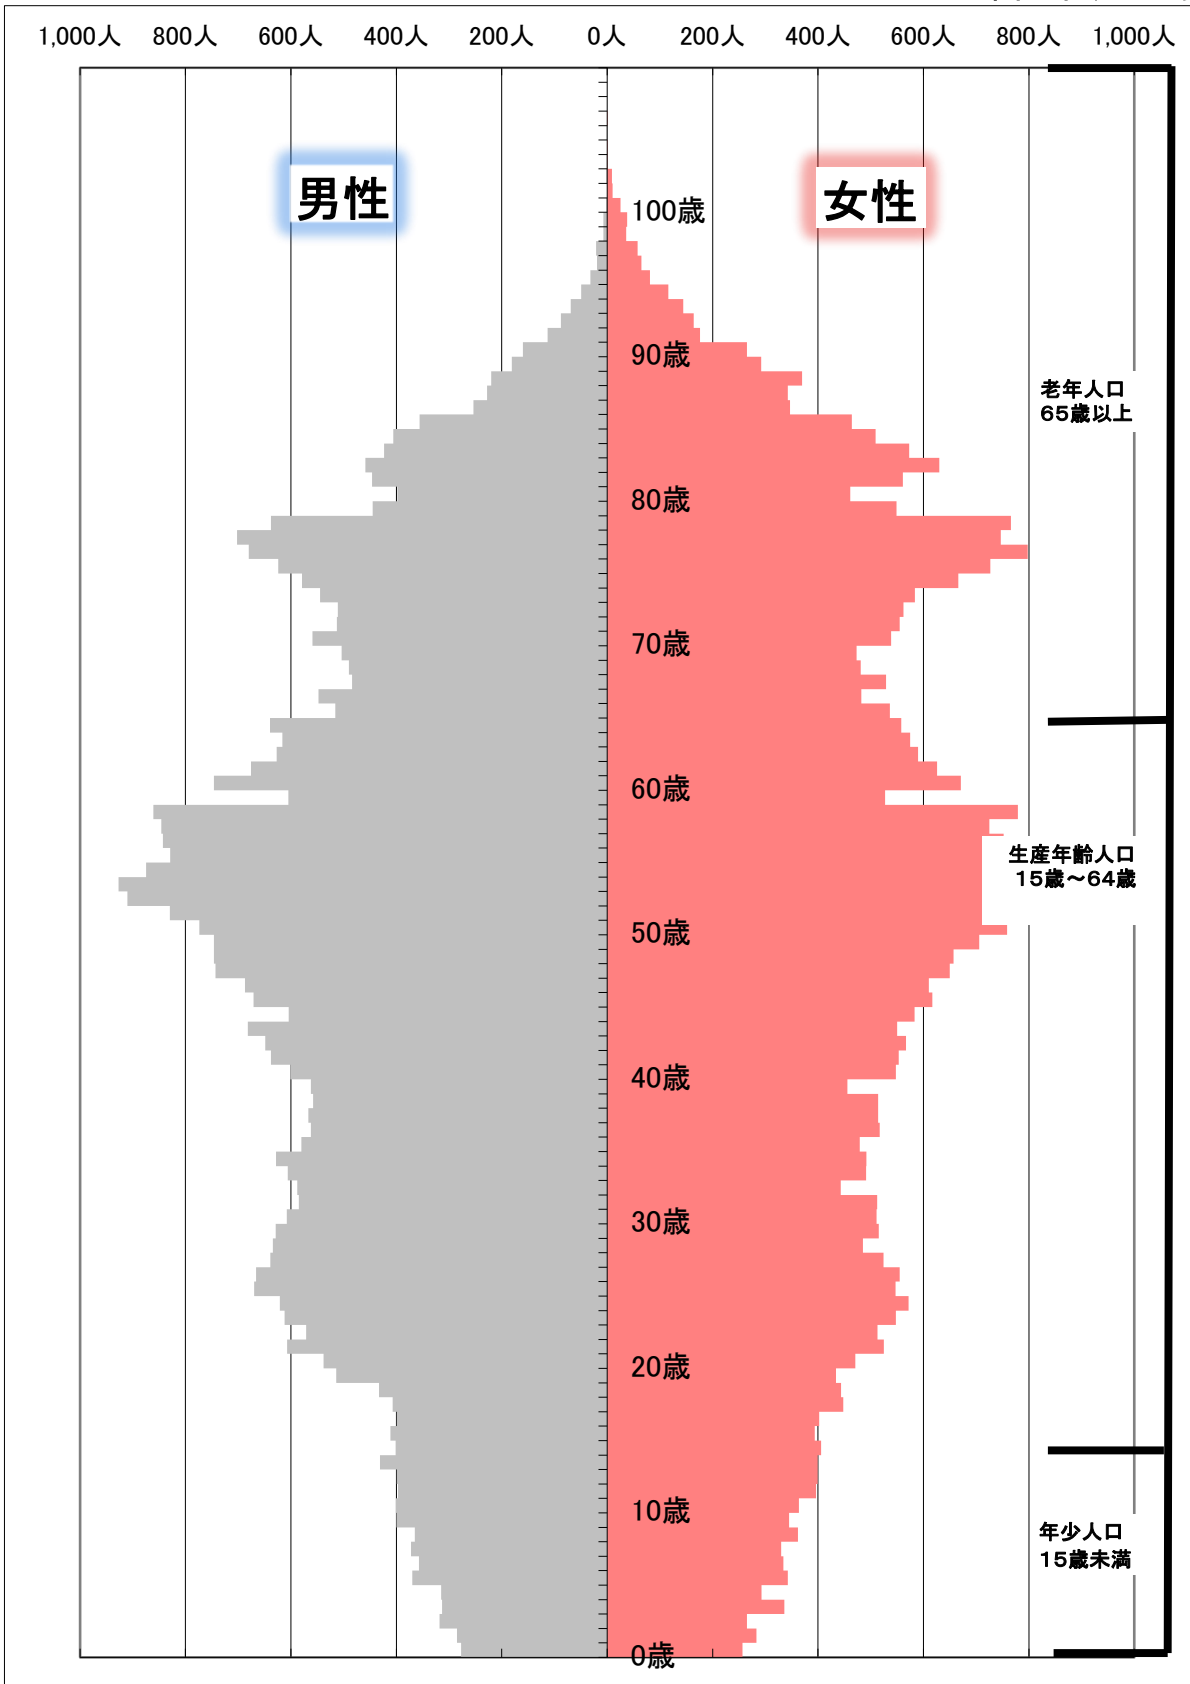 1,000人 800人 600人 400人 200人 0人 200人 400人 600人 800人 1,000人
男性
女性
100歳
90歳
老年人口
65歳以上
80歳
70歳
60歳
生産年齢人口
15歳～64歳
50歳
40歳
30歳
20歳
10歳
年少人口
15歳未満
0歳